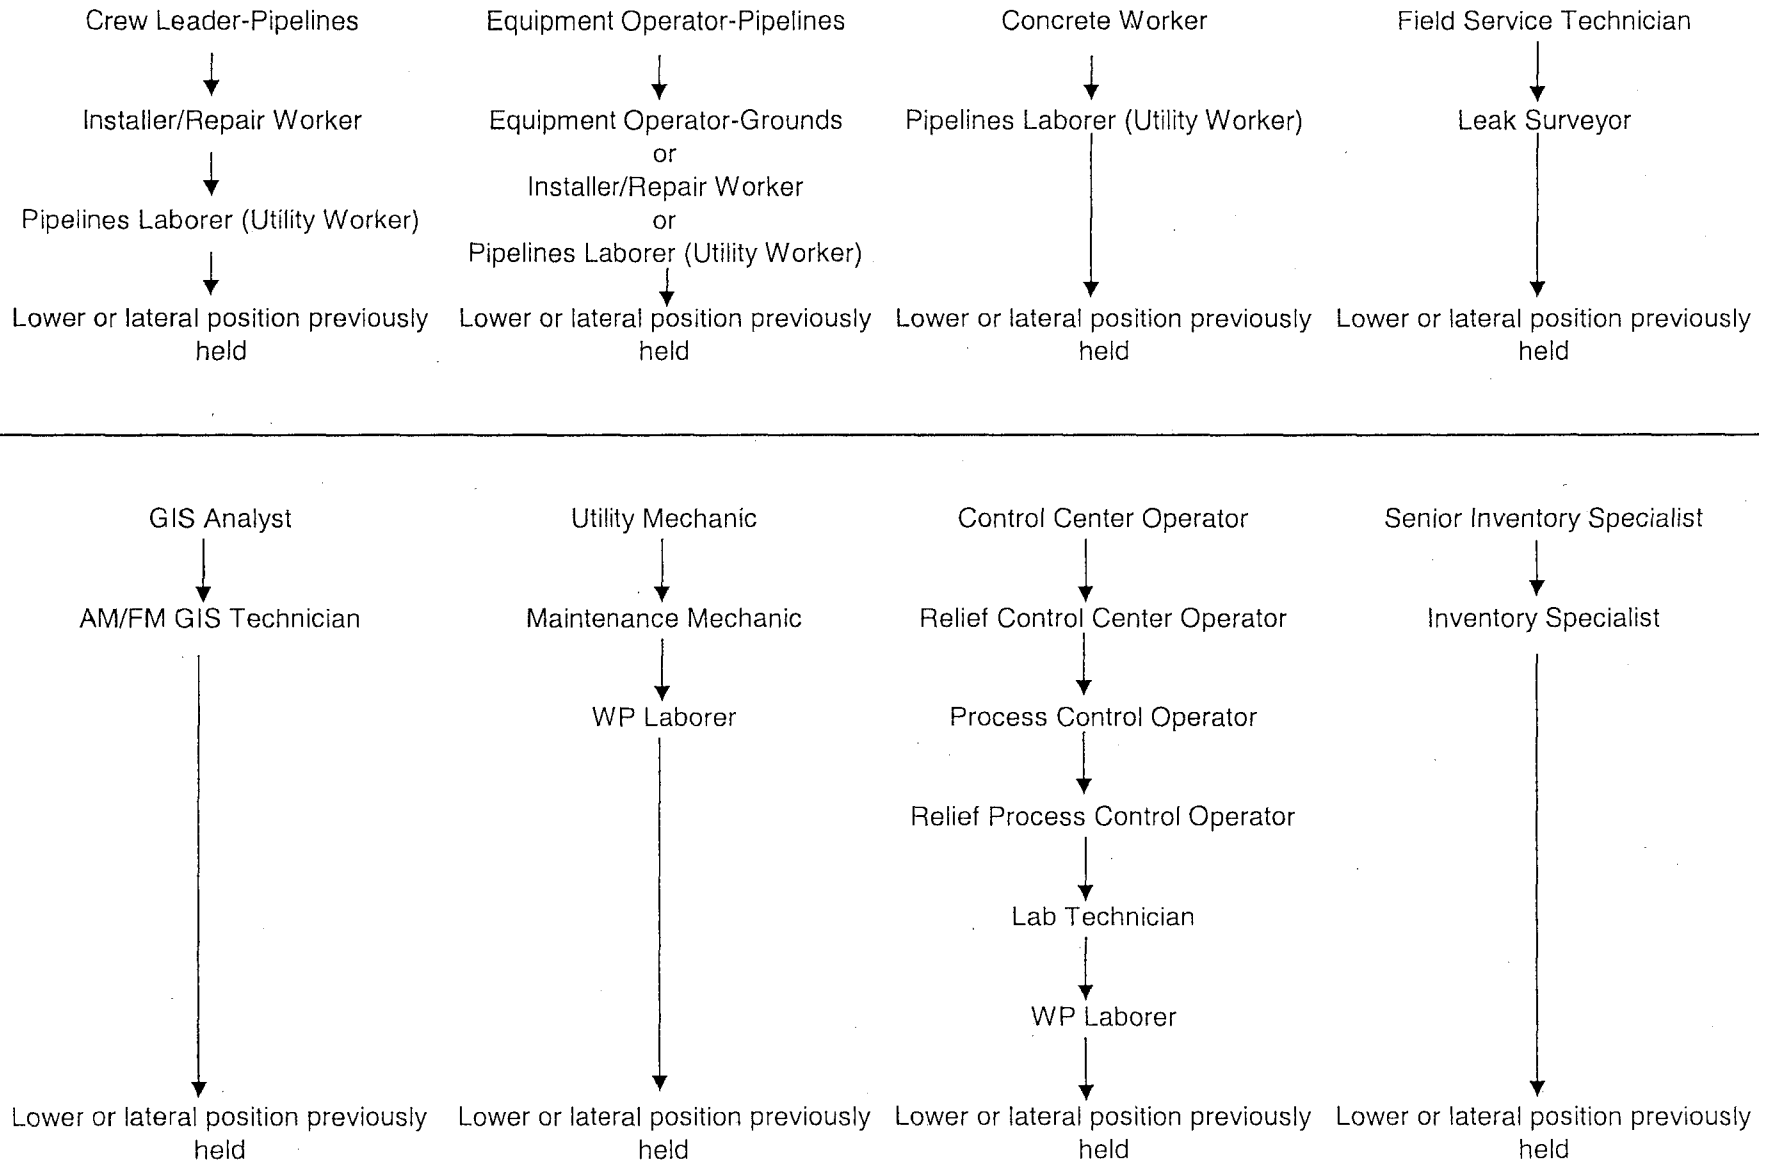 Crew Leader-Pipelines
Installer/Repair Worker
Pipelines Laborer (Utility Worker)
Lower or lateral position previously
held
Equipment Operator-Pipelines
Equipment Operator-Grounds
or
Installer/Repair Worker
or
Pipelines Laborer (Utility Worker)
Lower or lateral position previously
held
Concrete Worker
Pipelines Laborer (Utility Worker)
Lower or lateral position previously
held
Field Service Technician
Leak Surveyor
Lower or lateral position previously
held
GIS Analyst
AM/FM GIS Technician
Lower or lateral position previously
held
Utility Mechanic
Maintenance Mechanic
WP Laborer
Lower or lateral position previously
held
Control Center Operator
Relief Control Center Operator
Process Control Operator
Relief Process Control Operator
Lab Technician
WP Laborer
Lower or lateral position previously
held
Senior Inventory Specialist
Inventory Specialist
Lower or lateral position previously
held